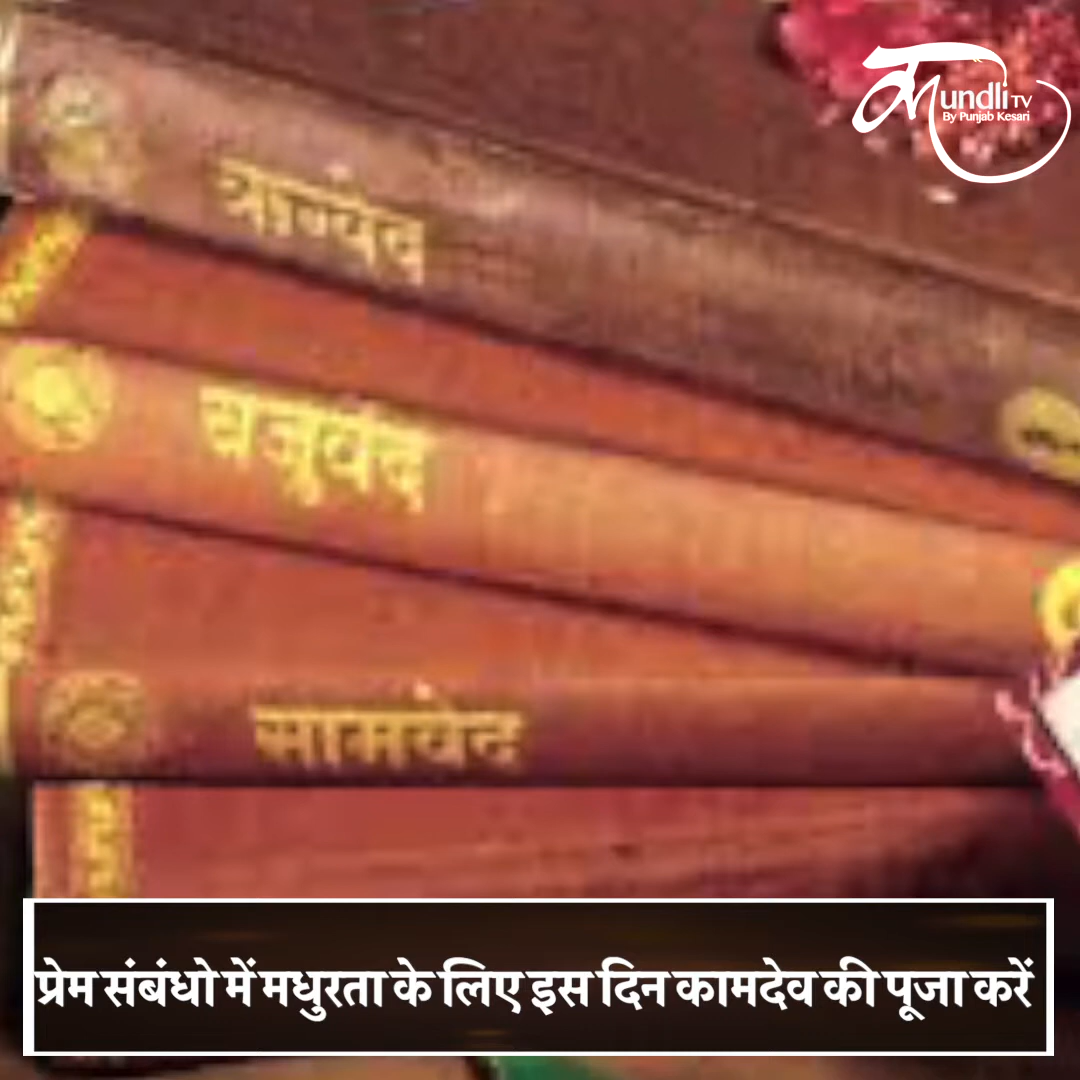 Kundli TV
By Punjab Kesari
ऋग्वेद
यजुर्वेद
सामवेद
प्रेम संबंधो में मधुरता के लिए इस दिन कामदेव की पूजा करें